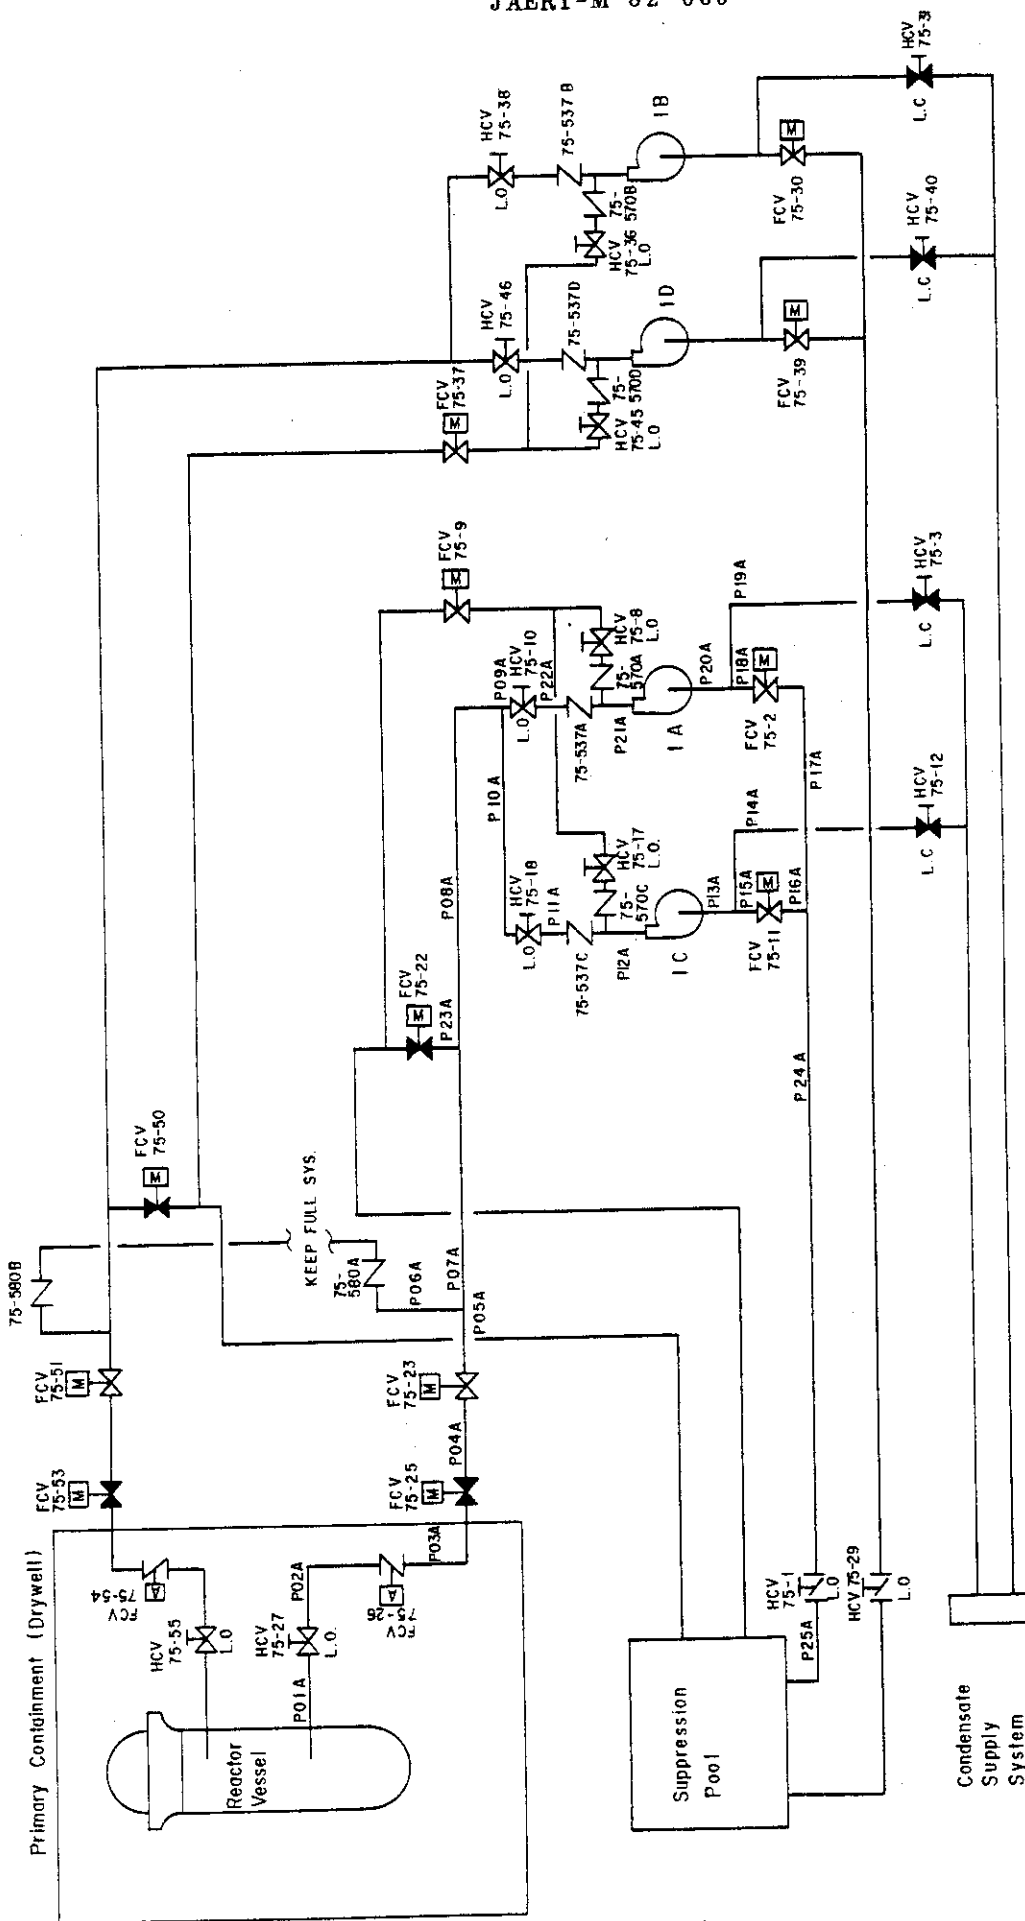 Primary Containment (Drywell)
Reactor
Vessel
HCV
75-55
L.O
FCV
75-54
A
HCV
75-27
L.O.
P01A
P02A
FCV
75-26
A
P03A
FCV
75-53
M
FCV
75-25
M
P04A
FCV
75-51
M
FCV
75-23
M
P05A
75-580B
KEEP FULL SYS.
75-
580A
P06A
P07A
FCV
75-50
M
FCV
75-22
M
P23A
P08A
P10A
P09A
HCV
75-18
L.O
P11A
75-537C
P12A
75-
570C
HCV
75-17
L.O.
1C
P13A
P14A
P15A
FCV
75-11
M
P16A
HCV
75-10
L.O
P22A
75-537A
P21A
75-
570A
HCV
75-8
L.O
FCV
75-9
M
1A
P20A
P19A
P18A
FCV
75-2
M
P17A
P24A
HCV
75-12
L.C
HCV
75-3
L.C
FCV
75-37
M
HCV
75-46
L.O
75-537D
75-
570D
HCV
75-45
L.O
1D
FCV
75-39
M
HCV
75-40
L.C
HCV
75-38
L.O
75-537B
75-
570B
HCV
75-36
L.O
1B
FCV
75-30
M
HCV
75-31
L.C
Suppression
Pool
P25A
HCV
75-1
L.O
HCV 75-29
L.O
Condensate
Supply
System